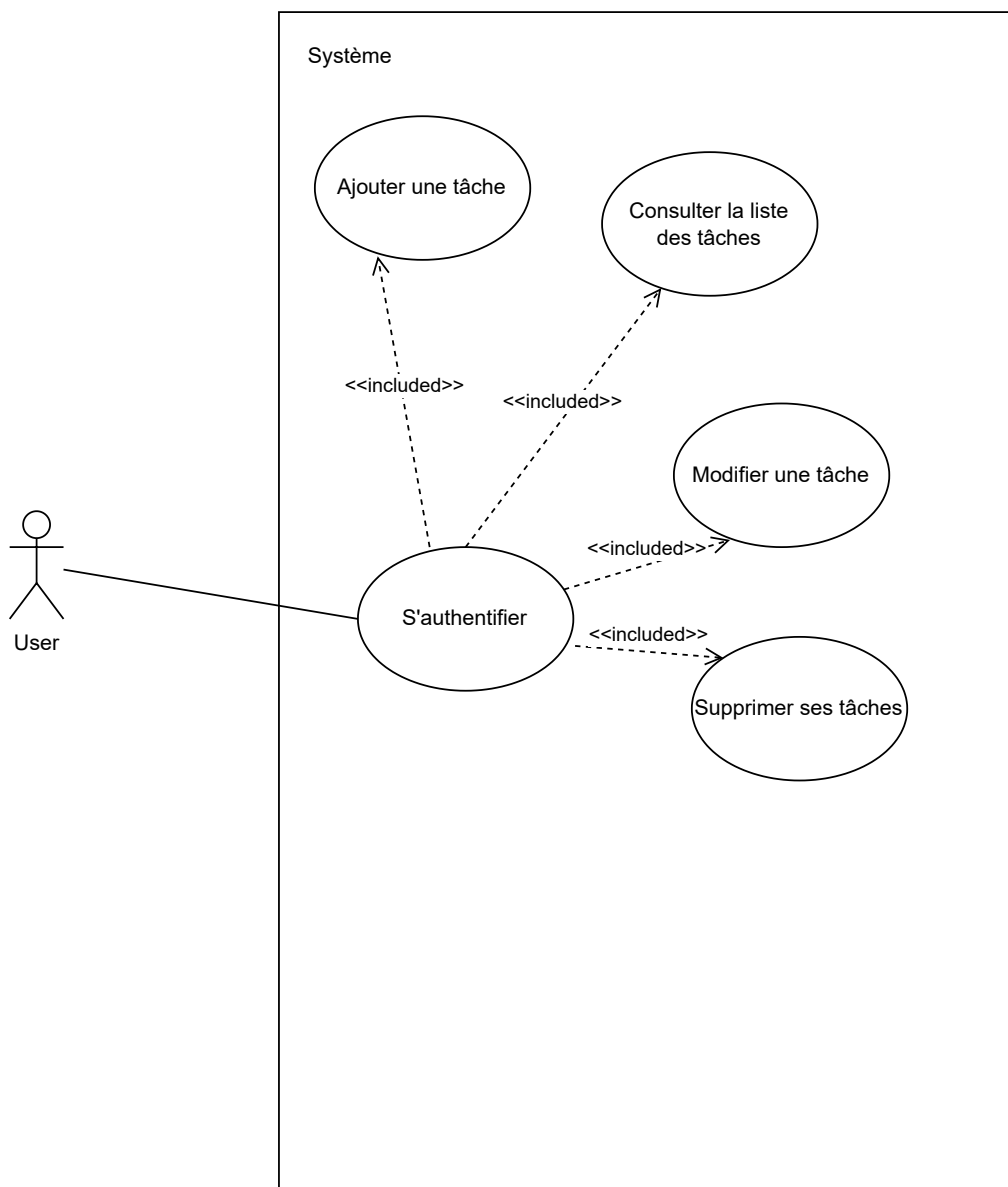 Système
Ajouter une tâche
Consulter la liste
des tâches
<<included>>
<<included>>
Modifier une tâche
<<included>>
S'authentifier
<<included>>
User
Supprimer ses tâches